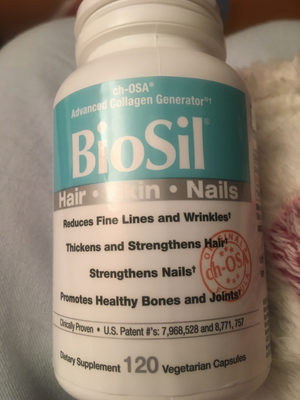 ch-OSA®
Advanced Collagen Generator®†
BioSil®
Hair • Skin • Nails
Reduces Fine Lines and Wrinkles†
Thickens and Strengthens Hair†
Strengthens Nails†
Promotes Healthy Bones and Joints†
ORIGINAL
ch-OSA
Clinically Proven • U.S. Patent #'s: 7,968,528 and 8,771,757
Dietary Supplement 120 Vegetarian Capsules